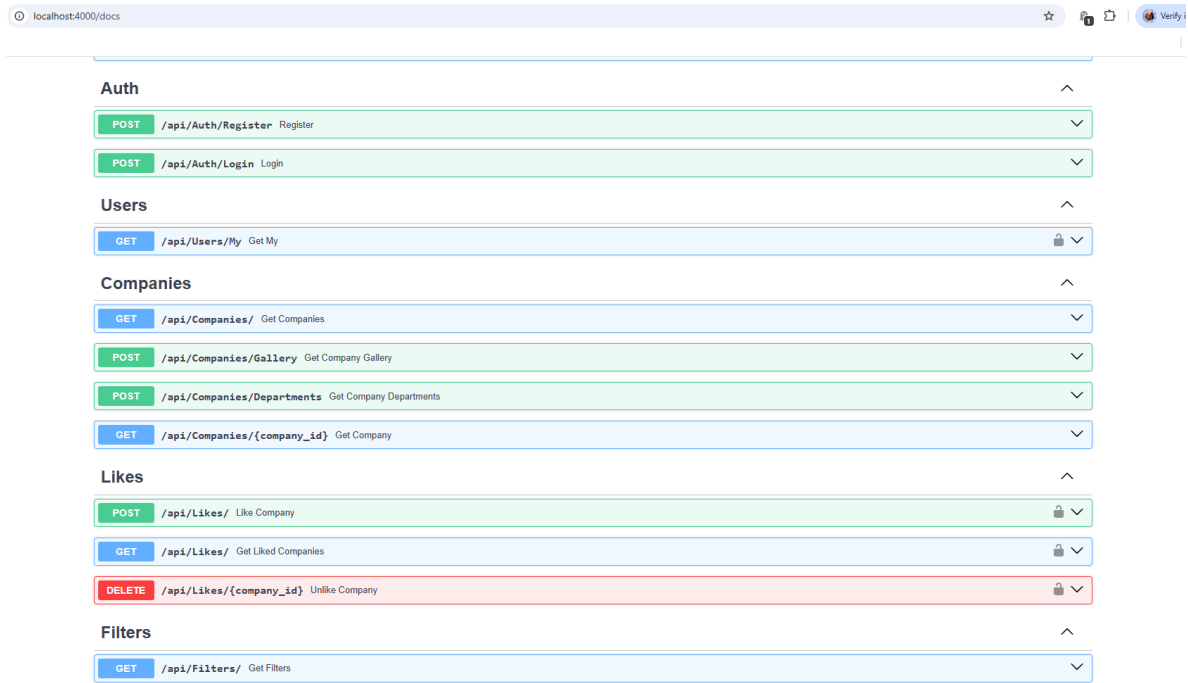 localhost:4000/docs
1
Verify i
Auth
POST /api/Auth/Register Register
POST /api/Auth/Login Login
Users
GET /api/Users/My Get My
Companies
GET /api/Companies/ Get Companies
POST /api/Companies/Gallery Get Company Gallery
POST /api/Companies/Departments Get Company Departments
GET /api/Companies/{company_id} Get Company
Likes
POST /api/Likes/ Like Company
GET /api/Likes/ Get Liked Companies
DELETE /api/Likes/{company_id} Unlike Company
Filters
GET /api/Filters/ Get Filters